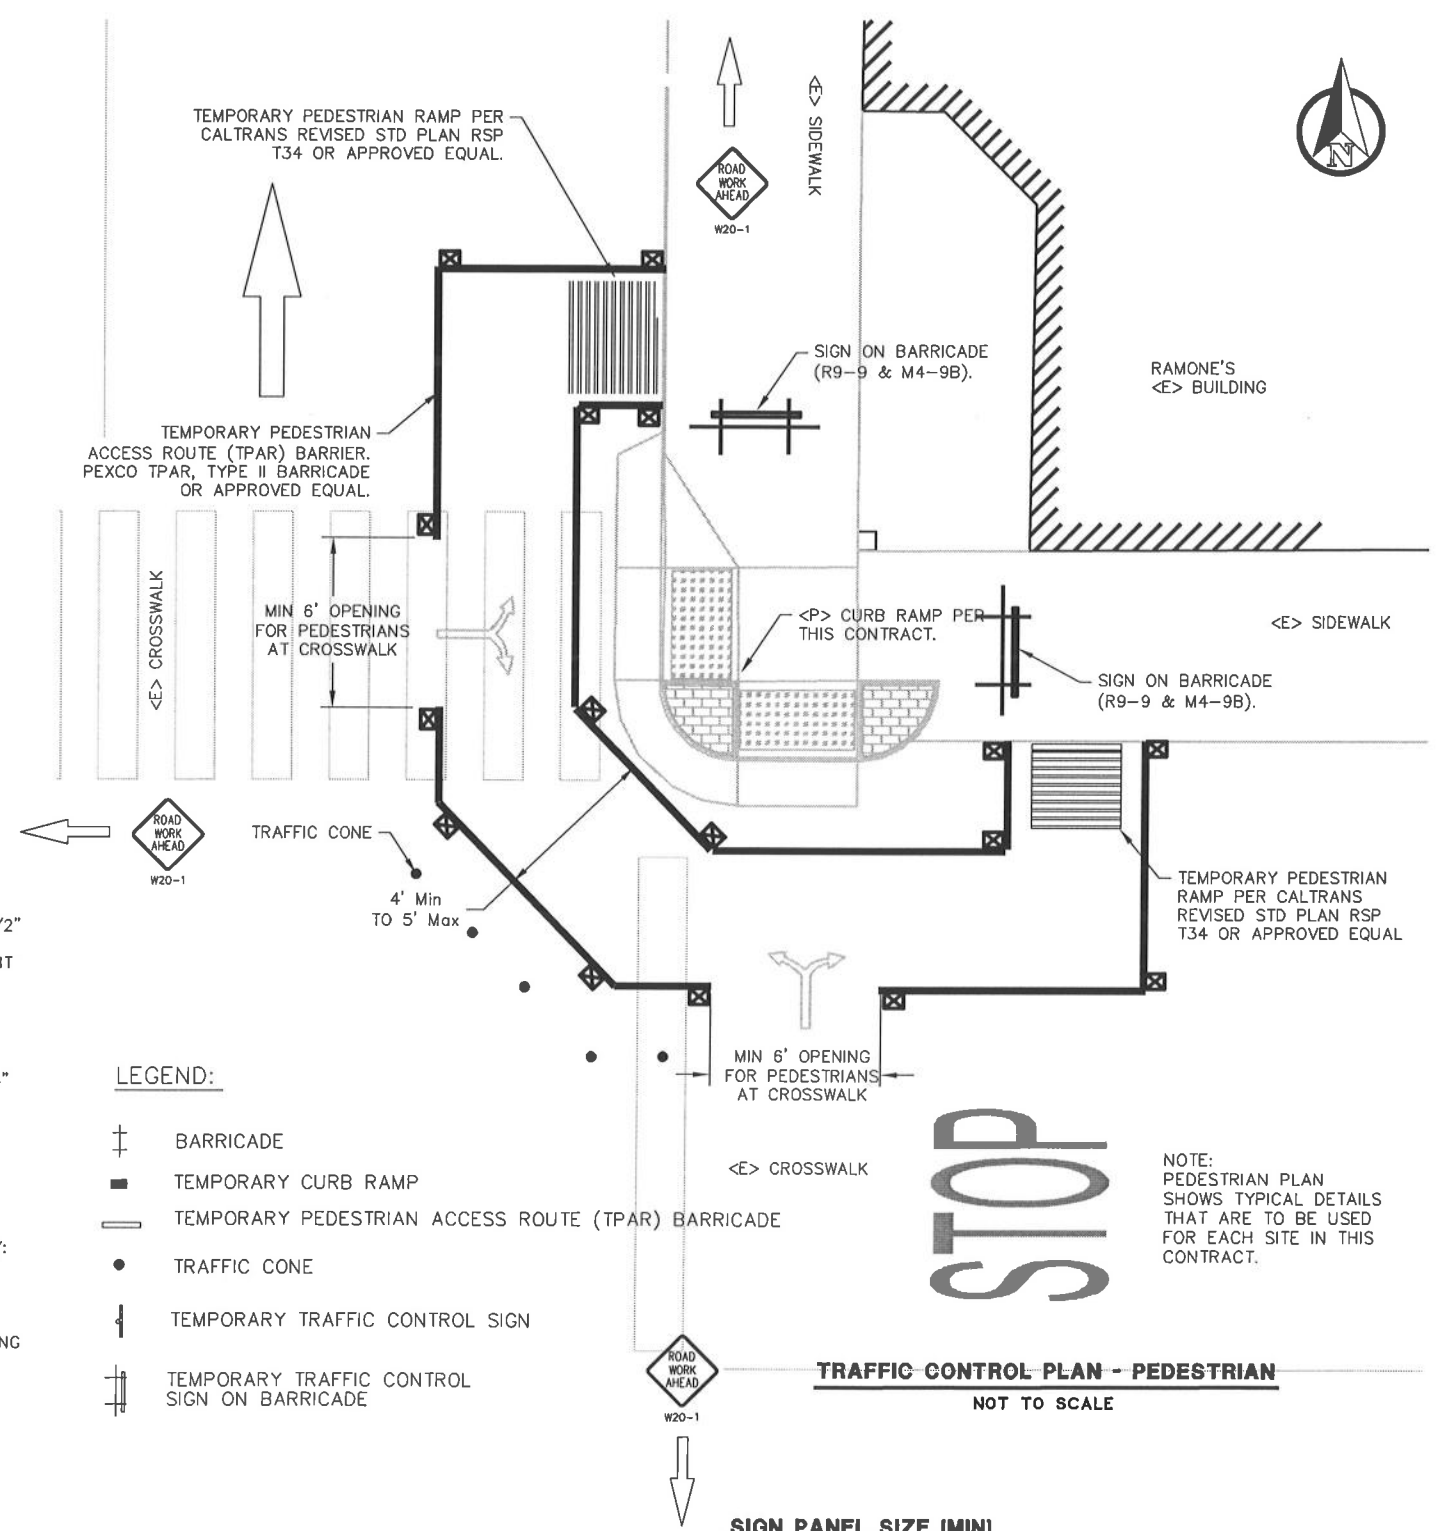 TEMPORARY PEDESTRIAN RAMP PER
CALTRANS REVISED STD PLAN RSP
T34 OR APPROVED EQUAL.
<E> SIDEWALK
N
ROAD
WORK
AHEAD
W20-1
SIGN ON BARRICADE
(R9-9 & M4-9B).
RAMONE'S
<E> BUILDING
TEMPORARY PEDESTRIAN
ACCESS ROUTE (TPAR) BARRIER.
PEXCO TPAR, TYPE II BARRICADE
OR APPROVED EQUAL.
<E> CROSSWALK
MIN 6' OPENING
FOR PEDESTRIANS
AT CROSSWALK
<P> CURB RAMP PER
THIS CONTRACT.
<E> SIDEWALK
SIGN ON BARRICADE
(R9-9 & M4-9B).
ROAD
WORK
AHEAD
W20-1
TRAFFIC CONE
4' Min
TO 5' Max
TEMPORARY PEDESTRIAN
RAMP PER CALTRANS
REVISED STD PLAN RSP
T34 OR APPROVED EQUAL
MIN 6' OPENING
FOR PEDESTRIANS
AT CROSSWALK
<E> CROSSWALK
STOP
NOTE:
PEDESTRIAN PLAN
SHOWS TYPICAL DETAILS
THAT ARE TO BE USED
FOR EACH SITE IN THIS
CONTRACT.
LEGEND:
BARRICADE
TEMPORARY CURB RAMP
TEMPORARY PEDESTRIAN ACCESS ROUTE (TPAR) BARRICADE
TRAFFIC CONE
TEMPORARY TRAFFIC CONTROL SIGN
TEMPORARY TRAFFIC CONTROL
SIGN ON BARRICADE
ROAD
WORK
AHEAD
W20-1
TRAFFIC CONTROL PLAN - PEDESTRIAN
NOT TO SCALE
SIGN PANEL SIZE (MIN)